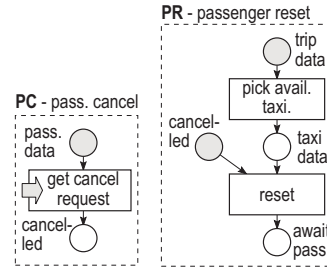 PC - pass. cancel
pass.
data
get cancel
request
cancel-
led
PR - passenger reset
trip
data
pick avail.
taxi.
cancel-
led
taxi
data
reset
await
pass